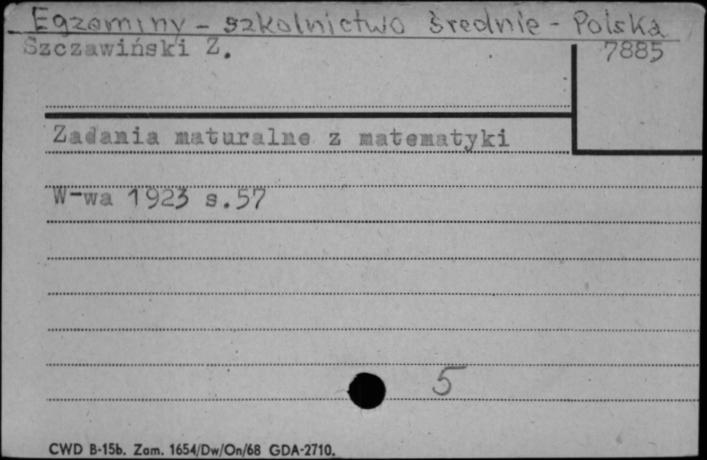 Egzaminy - szkolnictwo średnie - Polska
Szczawiński Z.
7885
Zadania maturalne z matematyki
W-wa 1923 s.57
5
CWD B-15b. Zam. 1654/Dw/On/68 GDA-2710.